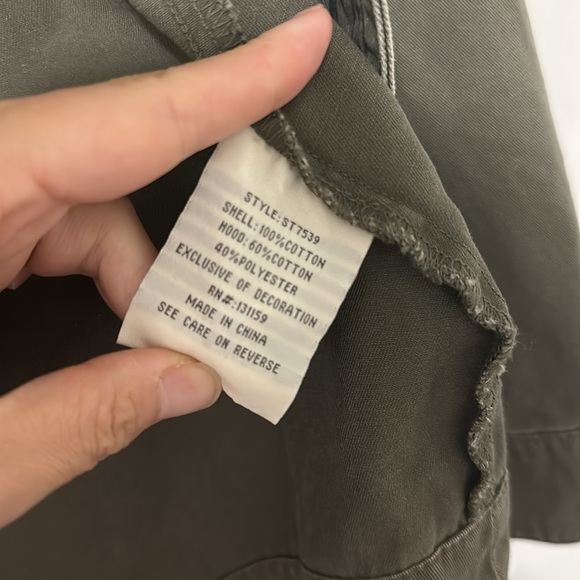 STYLE:ST7539
SHELL:100%COTTON
HOOD:60%COTTON
40%POLYESTER
EXCLUSIVE OF DECORATION
RN#:131159
MADE IN CHINA
SEE CARE ON REVERSE